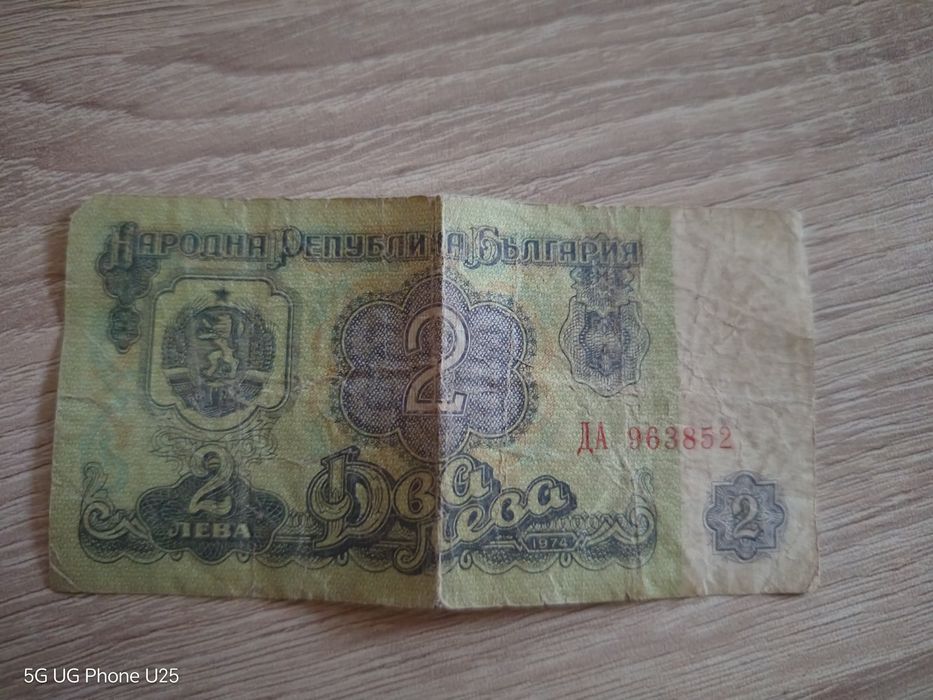 НАРОДНА РЕПУБЛИКА БЪЛГАРИЯ
2
2
ЛЕВА
Два
лева
1974
ДА 963852
2
5G UG Phone U25